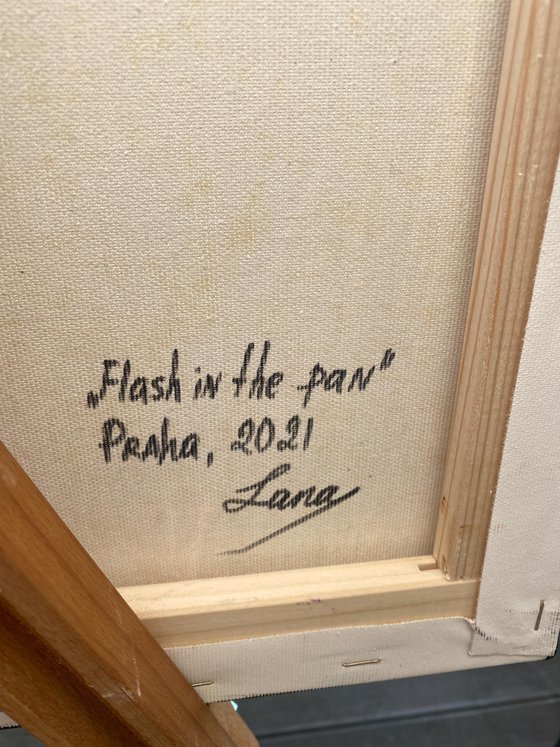 „Flash in the pan”
Praha, 2021
Lana